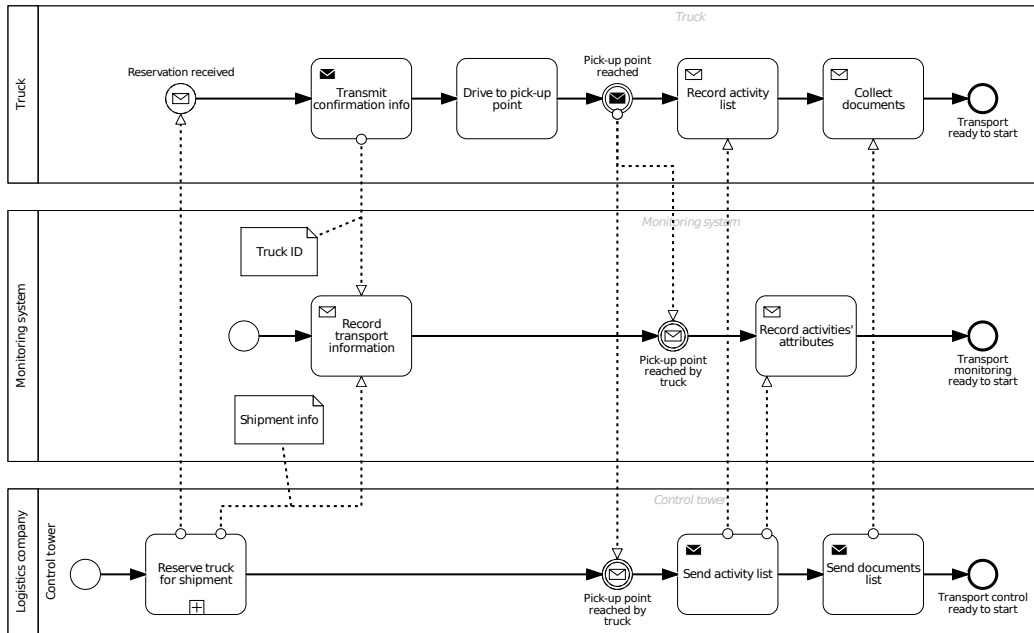 Truck
Truck
Reservation received
Transmit
confirmation info
Drive to pick-up
point
Pick-up point
reached
Record activity
list
Collect
documents
Transport
ready to start
Monitoring system
Monitoring system
Truck ID
Record
transport
information
Pick-up point
reached by
truck
Record activities'
attributes
Transport
monitoring
ready to start
Shipment info
Logistics company
Control tower
Control tower
Reserve truck
for shipment
Pick-up point
reached by
truck
Send activity list
Send documents
list
Transport control
ready to start